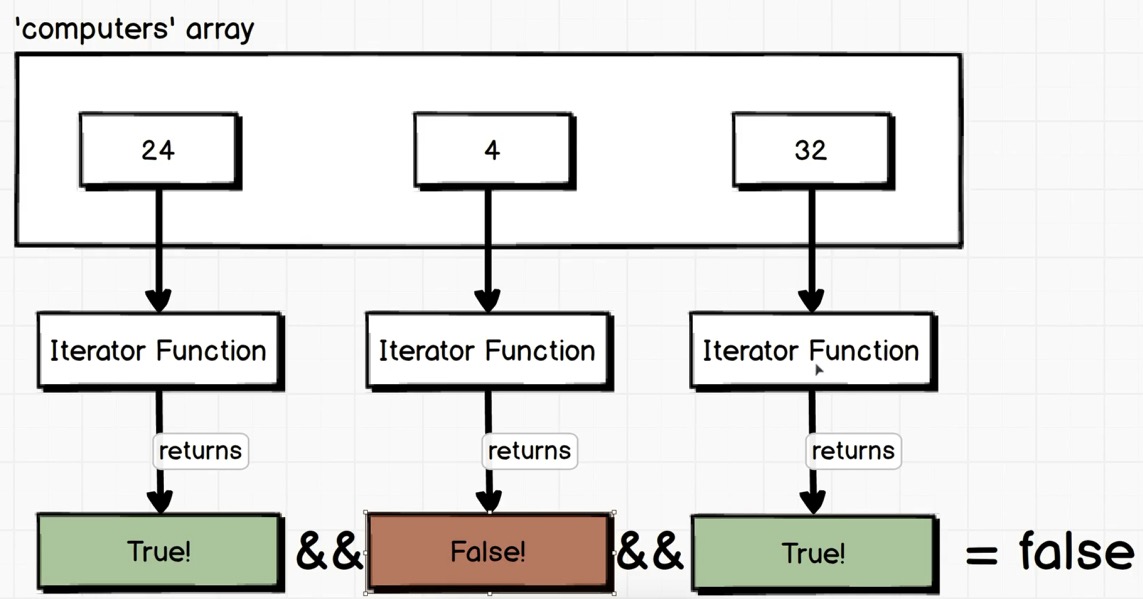 'computers' array
24 4 32
Iterator Function Iterator Function Iterator Function
returns returns returns
True! && False! && True! = false